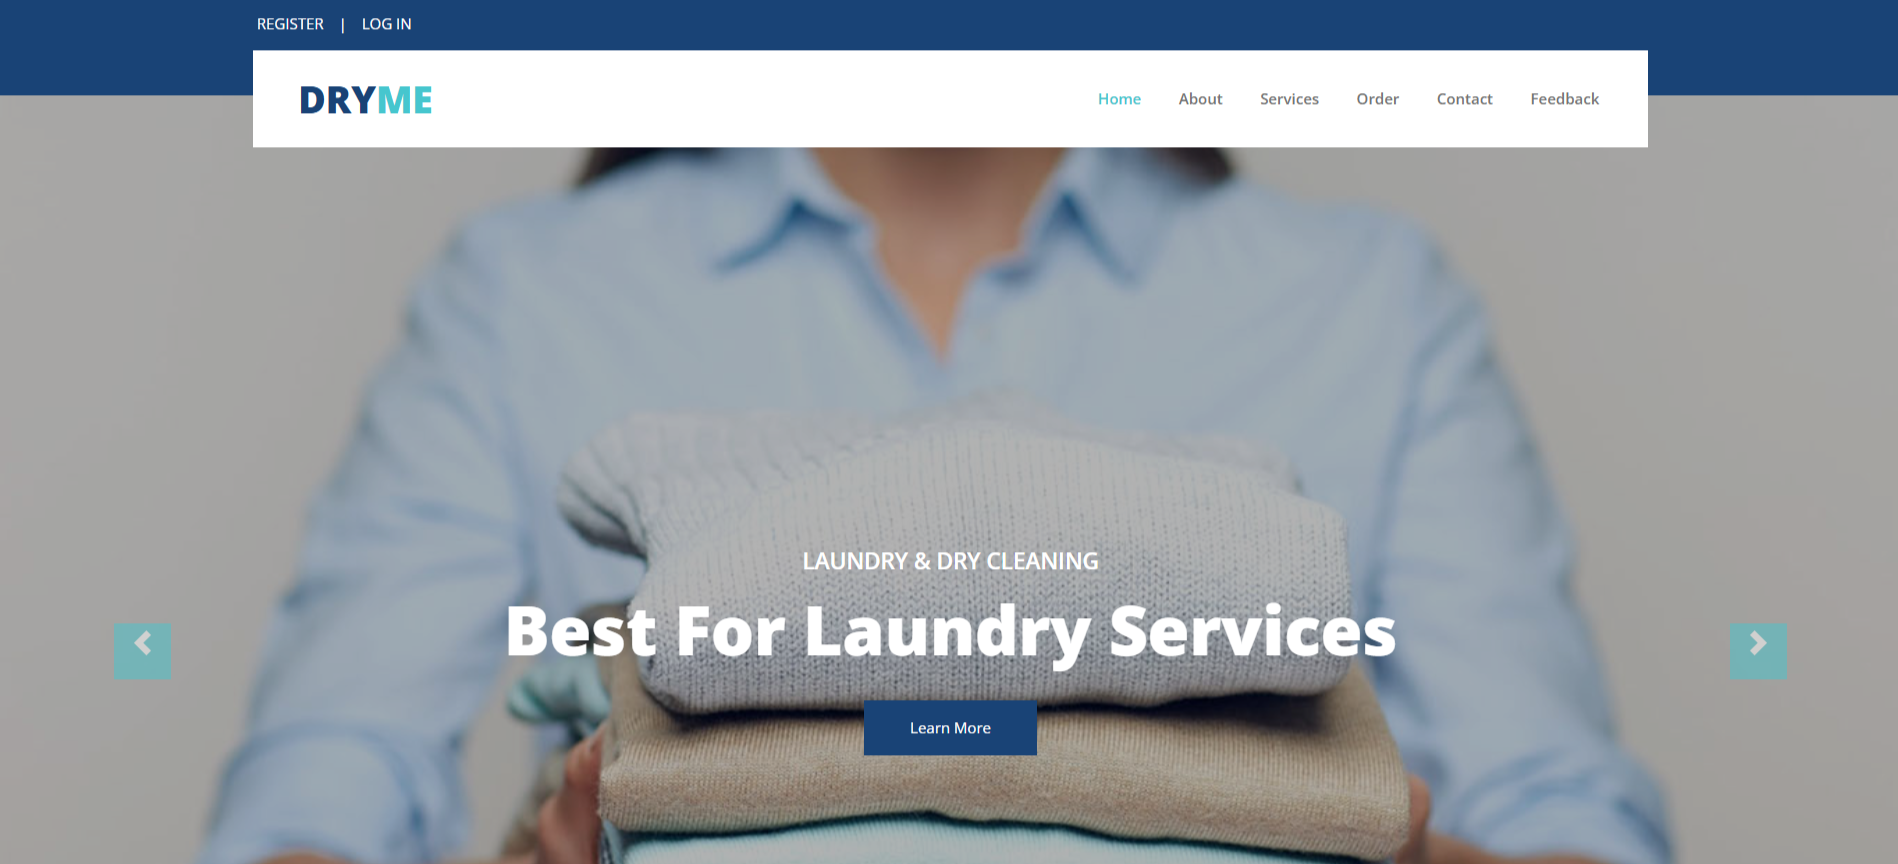 REGISTER | LOG IN
DRYME
Home About Services Order Contact Feedback
LAUNDRY & DRY CLEANING
Best For Laundry Services
Learn More